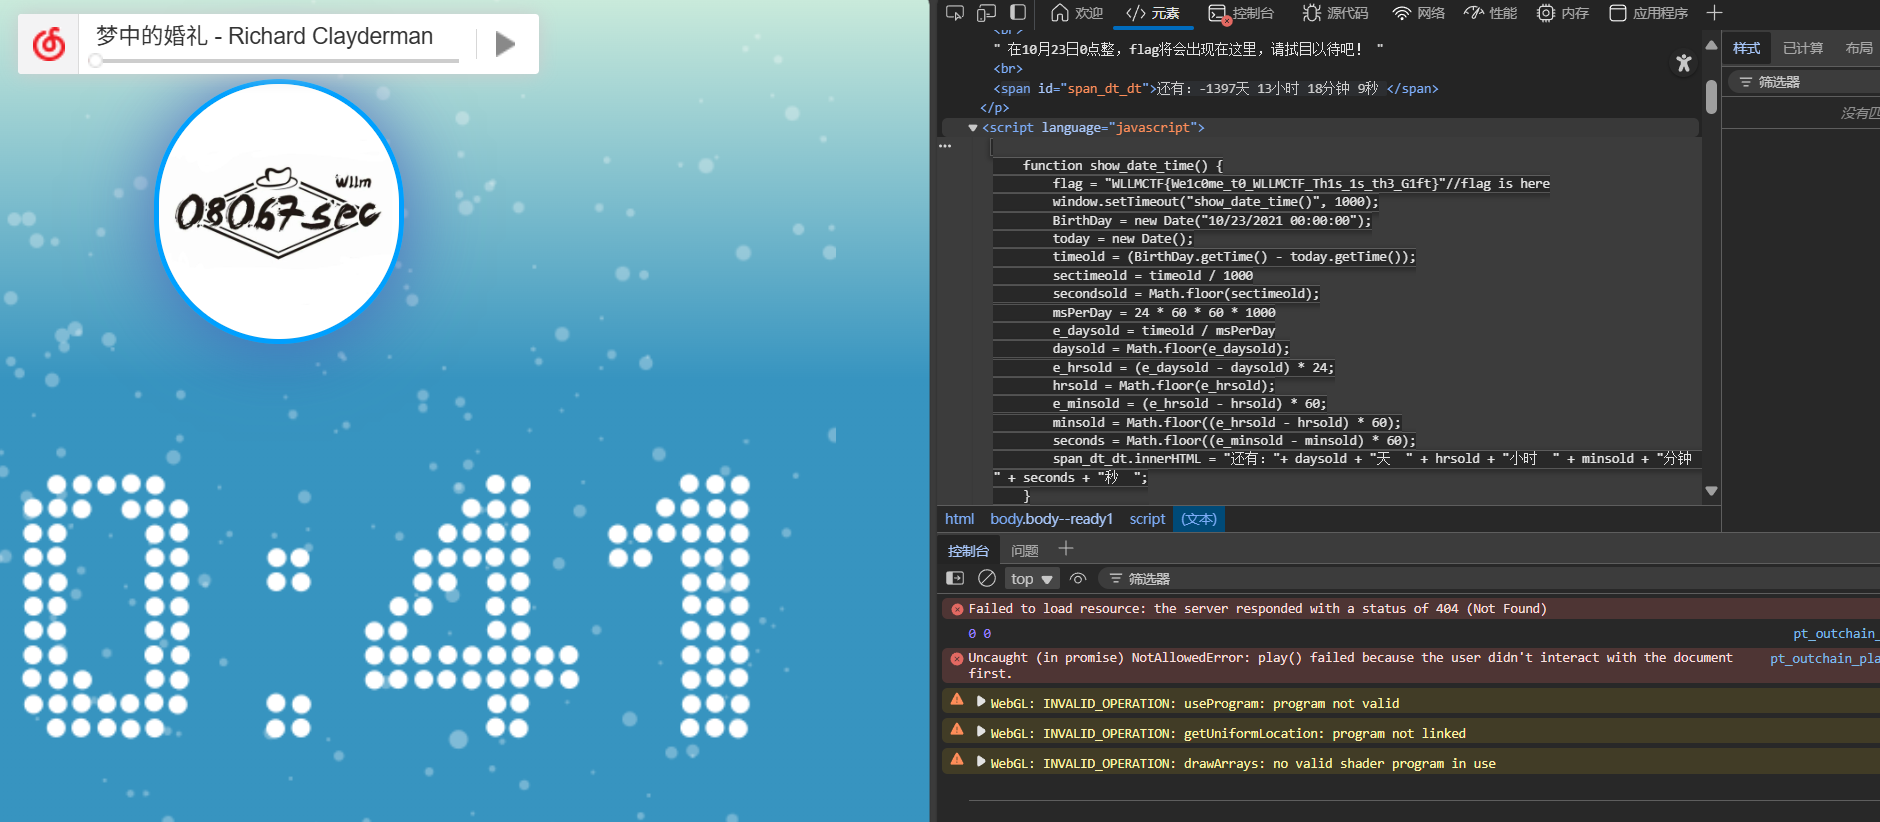 梦中的婚礼 - Richard Clayderman
Wllm
08067sec
0:41
欢迎
元素
控制台
源代码
网络
性能
内存
应用程序
" 在10月23日0点整，flag将会出现在这里，请拭目以待吧！ "
<br>
<span id="span_dt_dt">还有：-1397天 13小时 18分钟 9秒 </span>
</p>
<script language="javascript">
function show_date_time() {
flag = "WLLMCTF{We1c0me_t0_WLLMCTF_Th1s_1s_th3_G1ft}"//flag is here
window.setTimeout("show_date_time()", 1000);
BirthDay = new Date("10/23/2021 00:00:00");
today = new Date();
timeold = (BirthDay.getTime() - today.getTime());
sectimeold = timeold / 1000
secondsold = Math.floor(sectimeold);
msPerDay = 24 * 60 * 60 * 1000
e_daysold = timeold / msPerDay
daysold = Math.floor(e_daysold);
e_hrsold = (e_daysold - daysold) * 24;
hrsold = Math.floor(e_hrsold);
e_minsold = (e_hrsold - hrsold) * 60;
minsold = Math.floor((e_hrsold - hrsold) * 60);
seconds = Math.floor((e_minsold - minsold) * 60);
span_dt_dt.innerHTML = "还有："+ daysold + "天  " + hrsold + "小时  " + minsold + "分钟
" + seconds + "秒  ";
}
html body.body--ready1 script (文本)
样式 已计算 布局
筛选器
没有匹
控制台 问题
top 筛选器
Failed to load resource: the server responded with a status of 404 (Not Found)
0 0 pt_outchain_
Uncaught (in promise) NotAllowedError: play() failed because the user didn't interact with the document pt_outchain_pla
first.
WebGL: INVALID_OPERATION: useProgram: program not valid
WebGL: INVALID_OPERATION: getUniformLocation: program not linked
WebGL: INVALID_OPERATION: drawArrays: no valid shader program in use